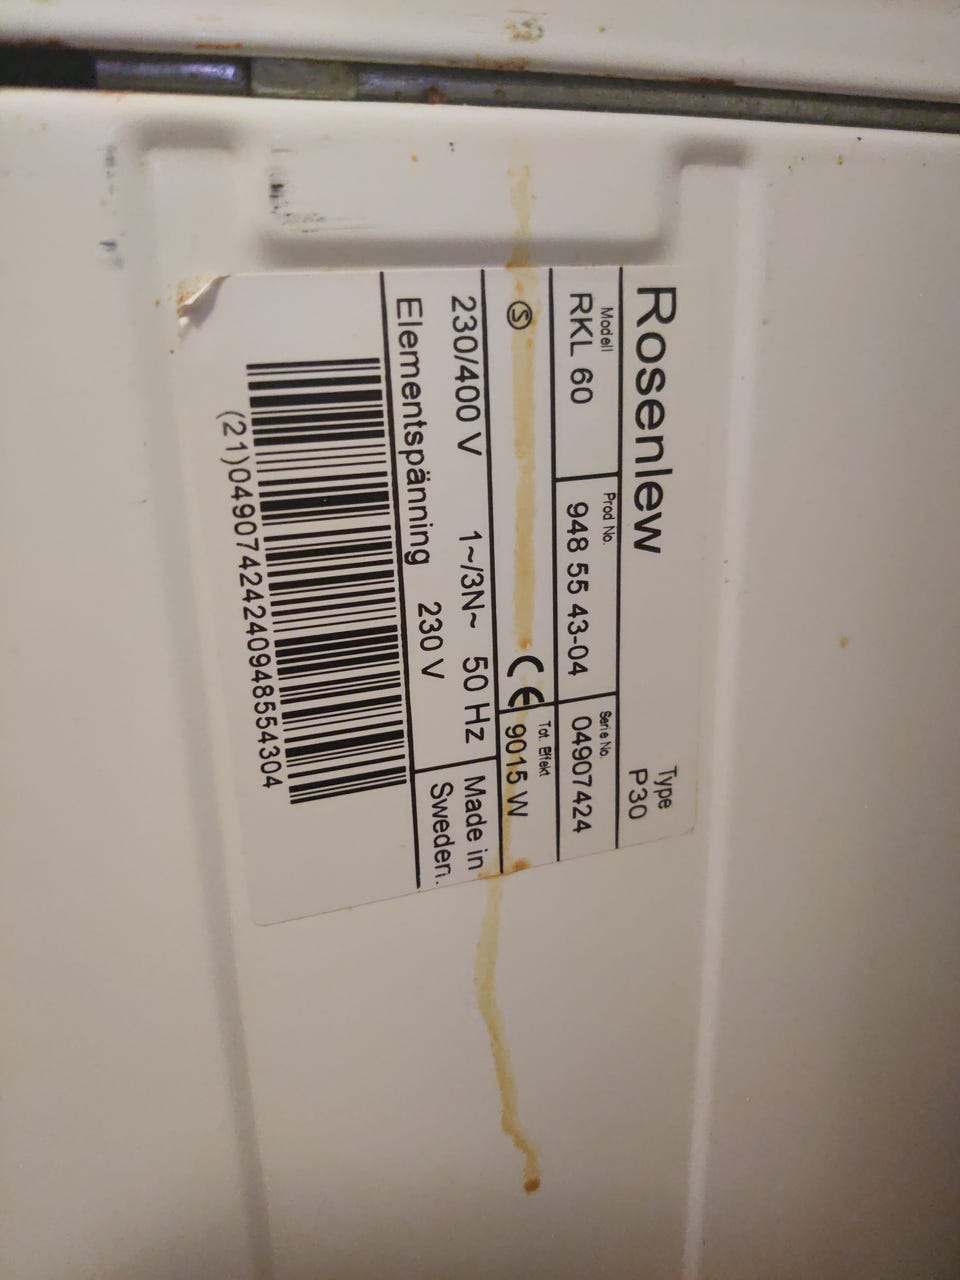 Rosenlew
Type
P30
Modell
RKL 60
Prod No.
948 55 43-04
Serie No.
04907424
S
CE
Tot. Effekt
9015 W
230/400 V 1~/3N~ 50 Hz
Elementspänning 230 V
Made in
Sweden.
(21)04907424240948554304